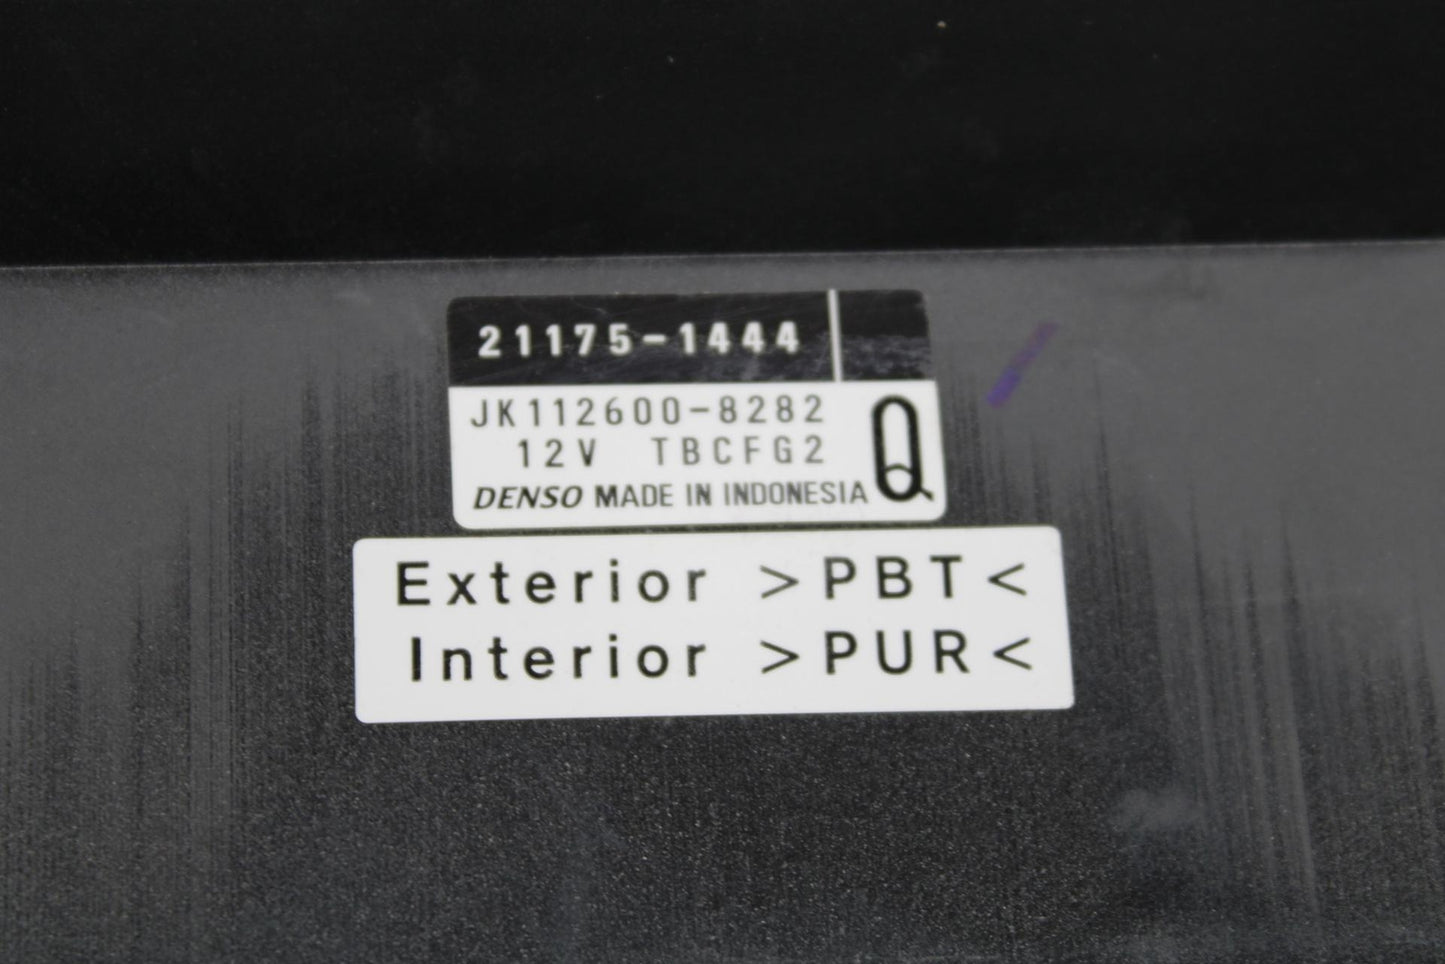 21175-1444
JK112600-8282
12V TBCFG2
DENSO MADE IN INDONESIA
Q
Exterior >PBT<
Interior >PUR<